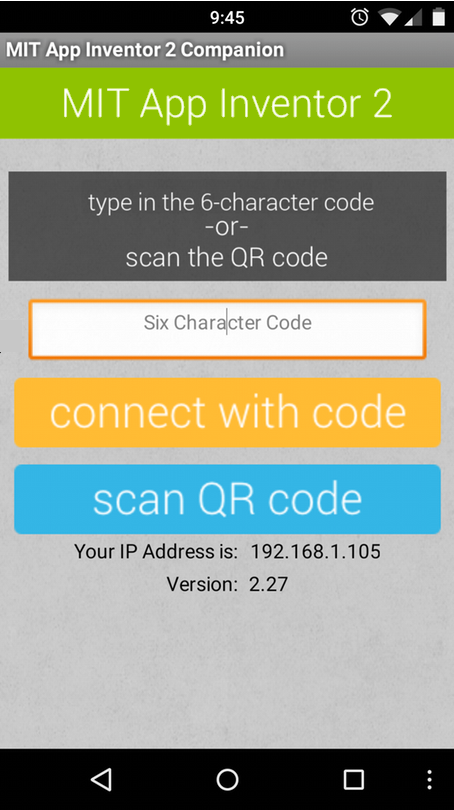 9:45
MIT App Inventor 2 Companion
MIT App Inventor 2
type in the 6-character code
-or-
scan the QR code
Six Character Code
connect with code
scan QR code
Your IP Address is: 192.168.1.105
Version: 2.27